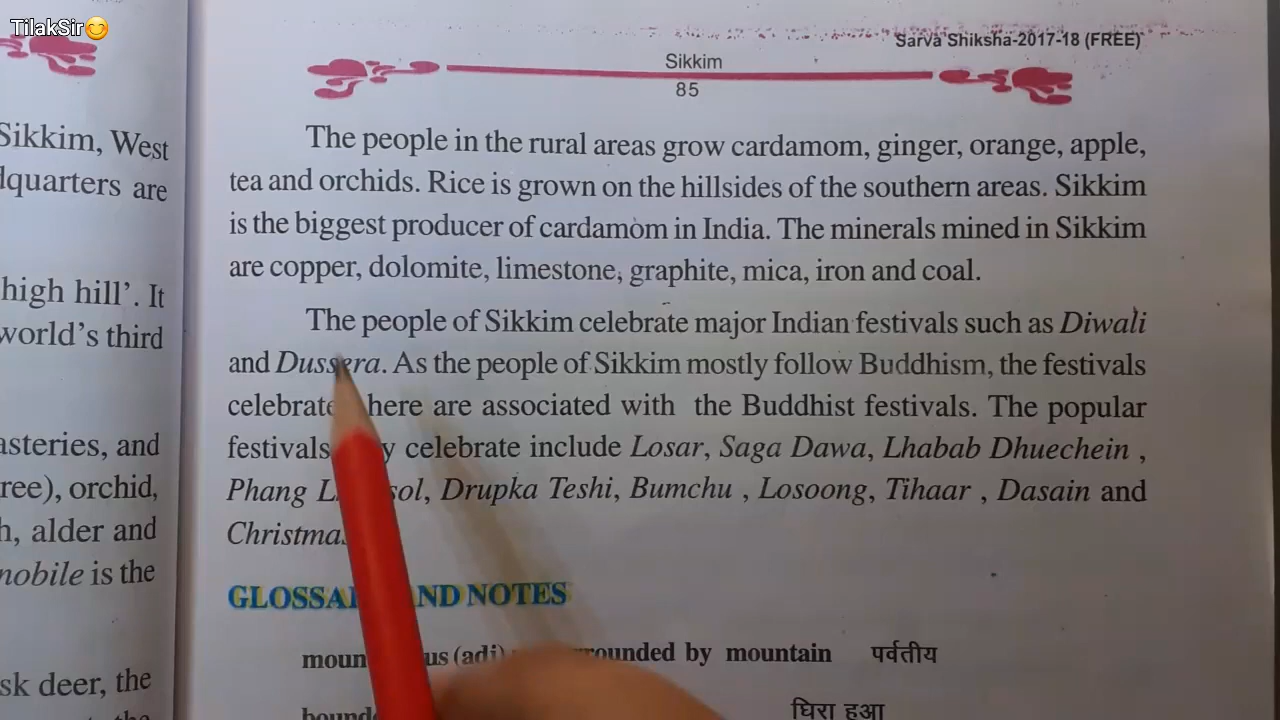 TilakSir😊
Sarva Shiksha-2017-18 (FREE)
Sikkim
85
Sikkim, West
quarters are
high hill’. It
world’s third
asteries, and
ree), orchid,
h, alder and
nobile is the
sk deer, the
The people in the rural areas grow cardamom, ginger, orange, apple,
tea and orchids. Rice is grown on the hillsides of the southern areas. Sikkim
is the biggest producer of cardamom in India. The minerals mined in Sikkim
are copper, dolomite, limestone, graphite, mica, iron and coal.
The people of Sikkim celebrate major Indian festivals such as Diwali
and Dussera. As the people of Sikkim mostly follow Buddhism, the festivals
celebrate here are associated with the Buddhist festivals. The popular
festivals y celebrate include Losar, Saga Dawa, Lhabab Dhuechein ,
Phang L sol, Drupka Teshi, Bumchu , Losoong, Tihaar , Dasain and
Christma
GLOSSA ND NOTES
moun us (adj) rounded by mountain पर्वतीय
bound घिरा हुआ